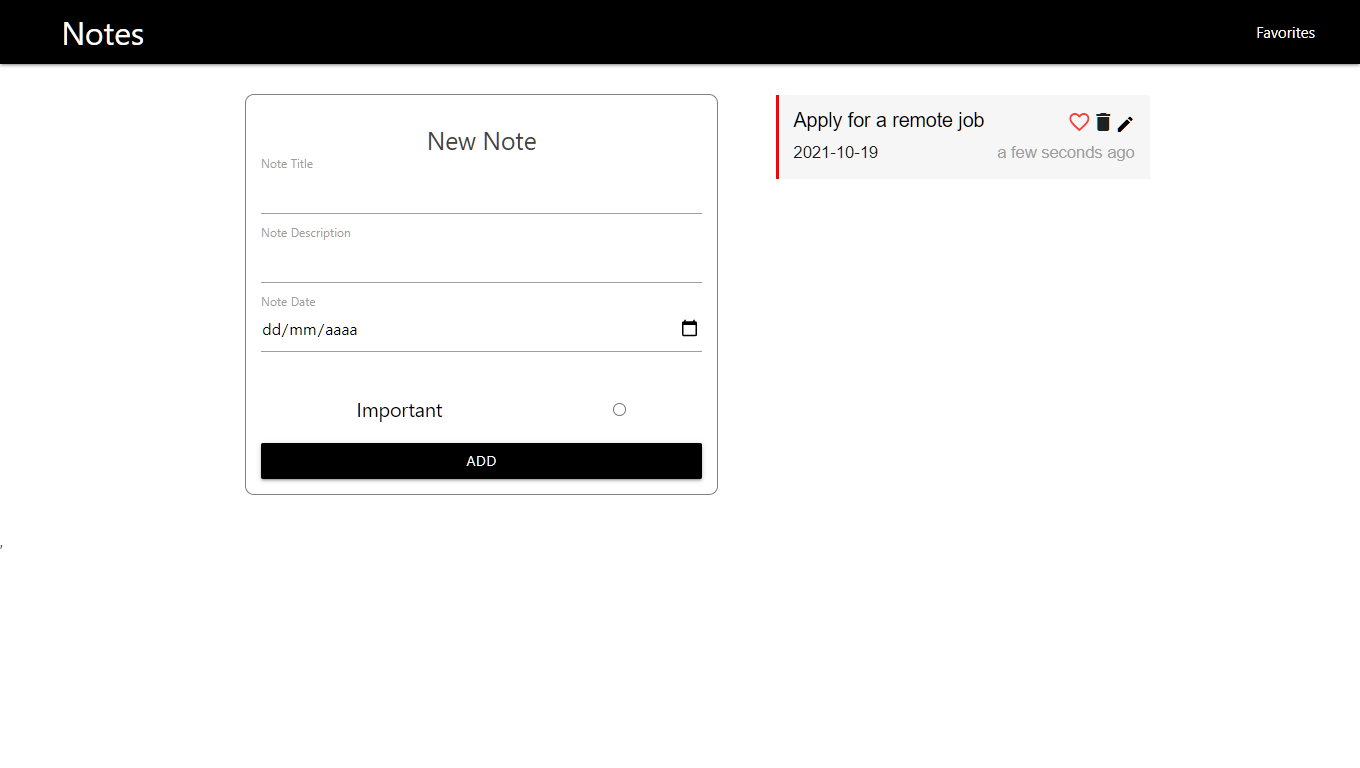 Notes
Favorites
New Note
Note Title
Note Description
Note Date
dd/mm/aaaa
Important
ADD
Apply for a remote job
2021-10-19 a few seconds ago
,